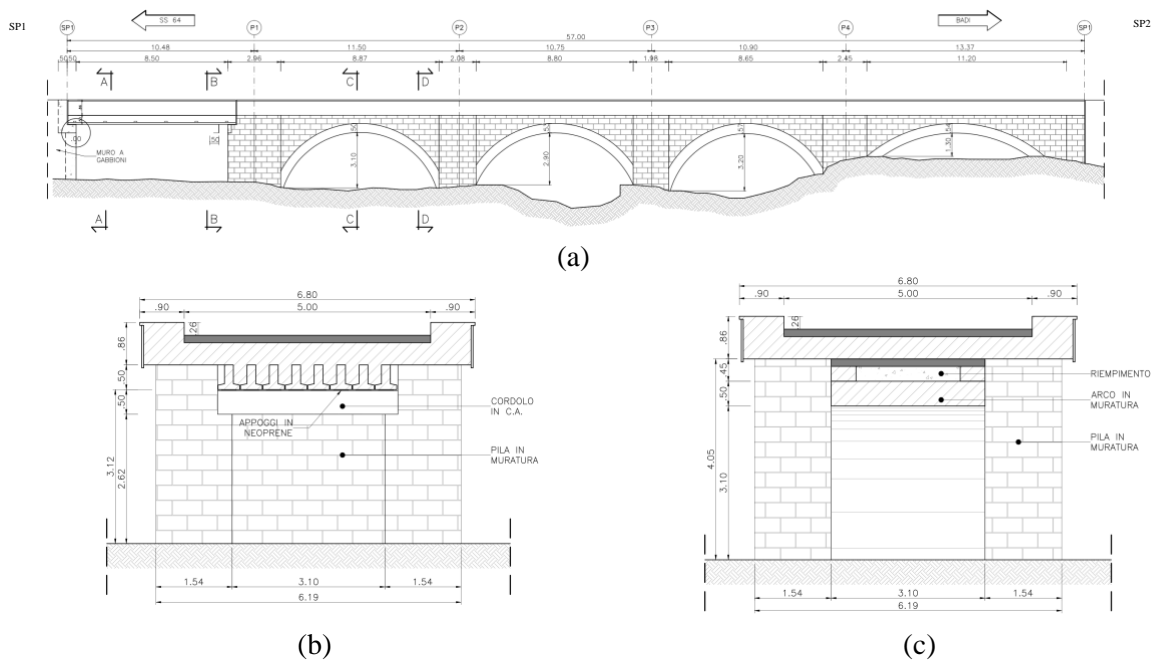 SP1 SS 64 SP1 P1 P2 P3 P4 BADI SP1 SP2
57.00
10.48 11.50 10.75 10.90 13.37
.50 .50 8.50 2.96 8.87 2.08 8.80 1.98 8.65 2.45 11.20
A B C D
MURO A
GABBIONI
3.10 2.90 3.20 1.30
A B C D
(a)
6.80
.90 5.00 .90
.26
.86
.50
.50
3.12
2.62
APPOGGI IN
NEOPRENE
CORDOLO
IN C.A.
PILA IN
MURATURA
1.54 3.10 1.54
6.19
(b)
6.80
.90 5.00 .90
.26
.86
.45
.50
4.05
3.10
RIEMPIMENTO
ARCO IN
MURATURA
PILA IN
MURATURA
1.54 3.10 1.54
6.19
(c)